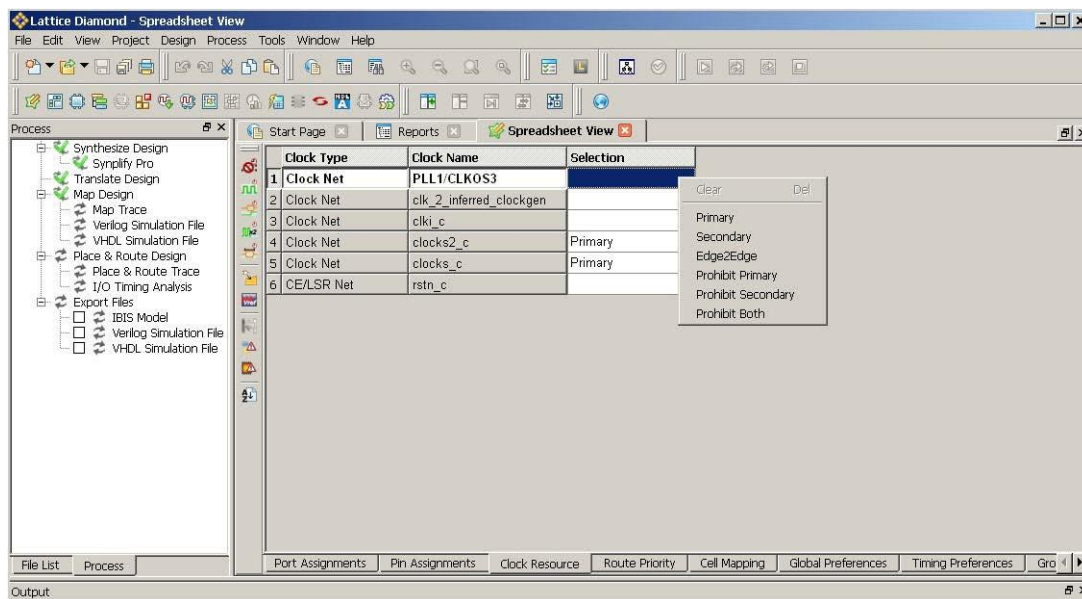 Lattice Diamond - Spreadsheet View
File Edit View Project Design Process Tools Window Help
Process
Start Page
Reports
Spreadsheet View
Synthesize Design
Synplify Pro
Translate Design
Map Design
Map Trace
Verilog Simulation File
VHDL Simulation File
Place & Route Design
Place & Route Trace
I/O Timing Analysis
Export Files
IBIS Model
Verilog Simulation File
VHDL Simulation File
Clock Type Clock Name Selection
1 Clock Net PLL1/CLKOS3
2 Clock Net clk_2_inferred_clockgen
3 Clock Net clki_c
4 Clock Net clocks2_c Primary
5 Clock Net clocks_c Primary
6 CE/LSR Net rstn_c
Clear Del
Primary
Secondary
Edge2Edge
Prohibit Primary
Prohibit Secondary
Prohibit Both
File List Process
Port Assignments Pin Assignments Clock Resource Route Priority Cell Mapping Global Preferences Timing Preferences Gro
Output